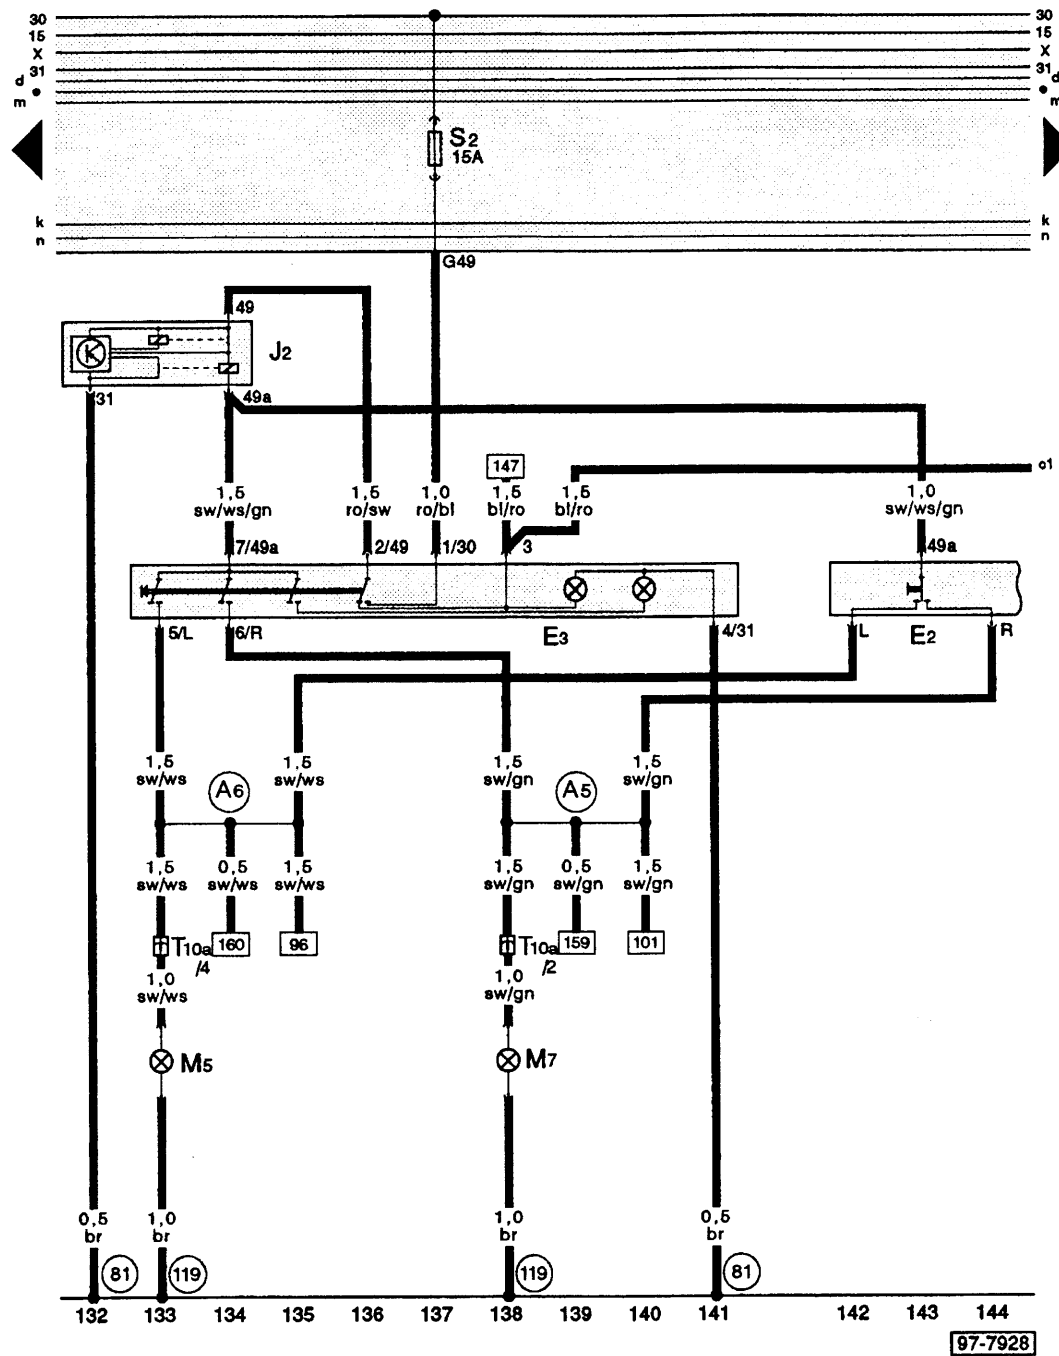 30 30
15 15
X X
31 31
d d
m m
S2
15A
k k
n n
G49
49
J2
31
49a
147
c1
1,5
sw/ws/gn
1,5
ro/sw
1,0
ro/bl
1,5
bl/ro
1,5
bl/ro
1,0
sw/ws/gn
7/49a
2/49
1/30
3
49a
5/L
6/R
E3
4/31
L
E2
R
1,5
sw/ws
A6
1,5
sw/ws
1,5
sw/gn
A5
1,5
sw/gn
1,5
sw/ws
0,5
sw/ws
1,5
sw/ws
1,5
sw/gn
0,5
sw/gn
1,5
sw/gn
T10a
/4
160
96
T10a
/2
159
101
1,0
sw/ws
1,0
sw/gn
M5
M7
0,5
br
1,0
br
1,0
br
0,5
br
81
119
119
81
132 133 134 135 136 137 138 139 140 141 142 143 144
97-7928